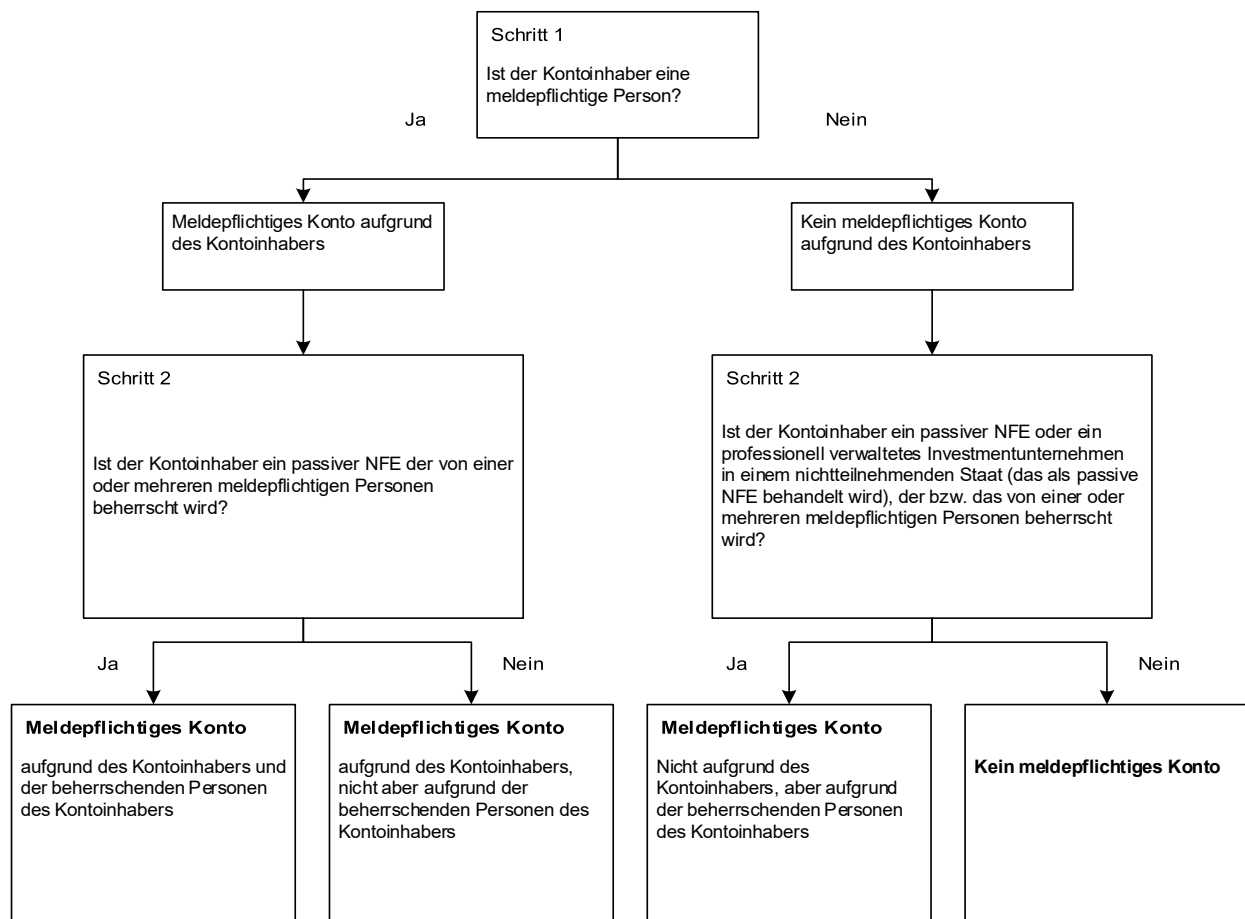 Schritt 1
Ist der Kontoinhaber eine
meldepflichtige Person?
Ja
Nein
Meldepflichtiges Konto aufgrund
des Kontoinhabers
Kein meldepflichtiges Konto
aufgrund des Kontoinhabers
Schritt 2
Ist der Kontoinhaber ein passiver NFE der von einer
oder mehreren meldepflichtigen Personen
beherrscht wird?
Schritt 2
Ist der Kontoinhaber ein passiver NFE oder ein
professionell verwaltetes Investmentunternehmen
in einem nichtteilnehmenden Staat (das als passive
NFE behandelt wird), der bzw. das von einer oder
mehreren meldepflichtigen Personen beherrscht
wird?
Ja
Nein
Ja
Nein
Meldepflichtiges Konto
aufgrund des Kontoinhabers und
der beherrschenden Personen
des Kontoinhabers
Meldepflichtiges Konto
aufgrund des Kontoinhabers,
nicht aber aufgrund der
beherrschenden Personen des
Kontoinhabers
Meldepflichtiges Konto
Nicht aufgrund des
Kontoinhabers, aber aufgrund
der beherrschenden Personen
des Kontoinhabers
Kein meldepflichtiges Konto